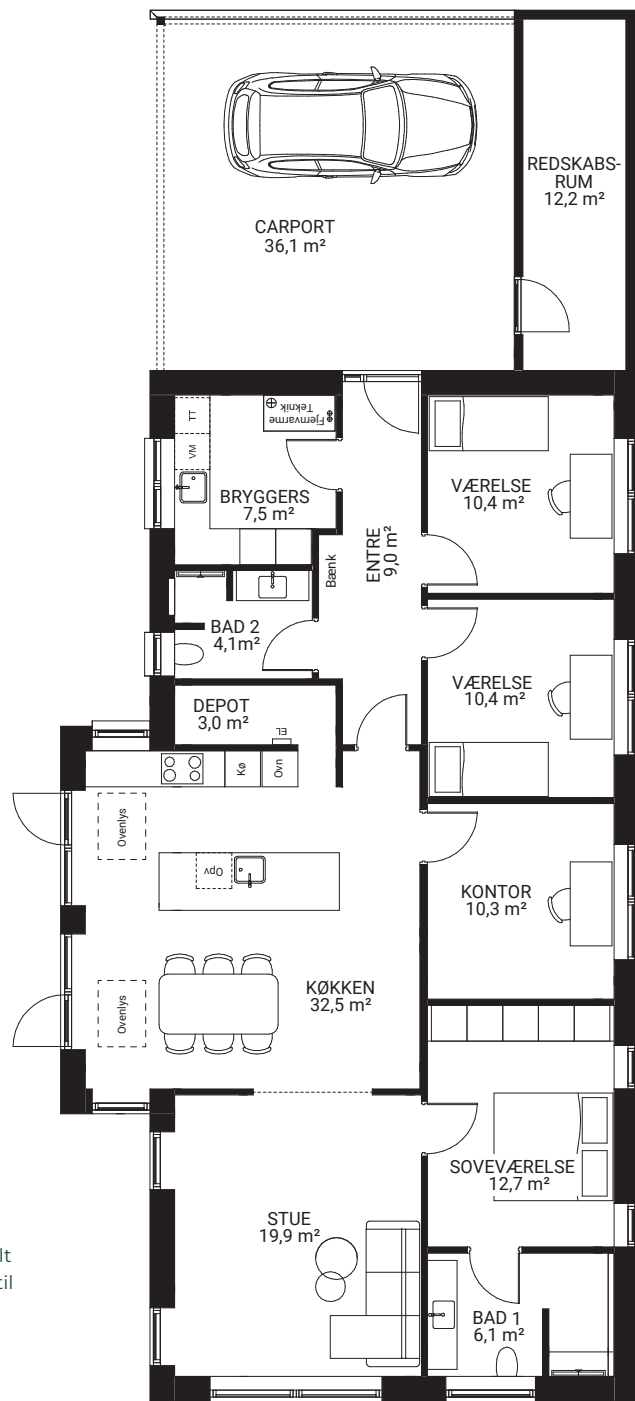 REDSKABS-
RUM
12,2 m²
CARPORT
36,1 m²
TT
VM
Fjernvarme
Teknik
BRYGGERS
7,5 m²
Bænk
ENTRE
9,0 m²
VÆRELSE
10,4 m²
BAD 2
4,1m²
VÆRELSE
10,4 m²
DEPOT
3,0 m²
EL
Kø
Ovn
Ovenlys
Opv
KONTOR
10,3 m²
KØKKEN
32,5 m²
Ovenlys
SOVEVÆRELSE
12,7 m²
STUE
19,9 m²
lt
til
BAD 1
6,1 m²